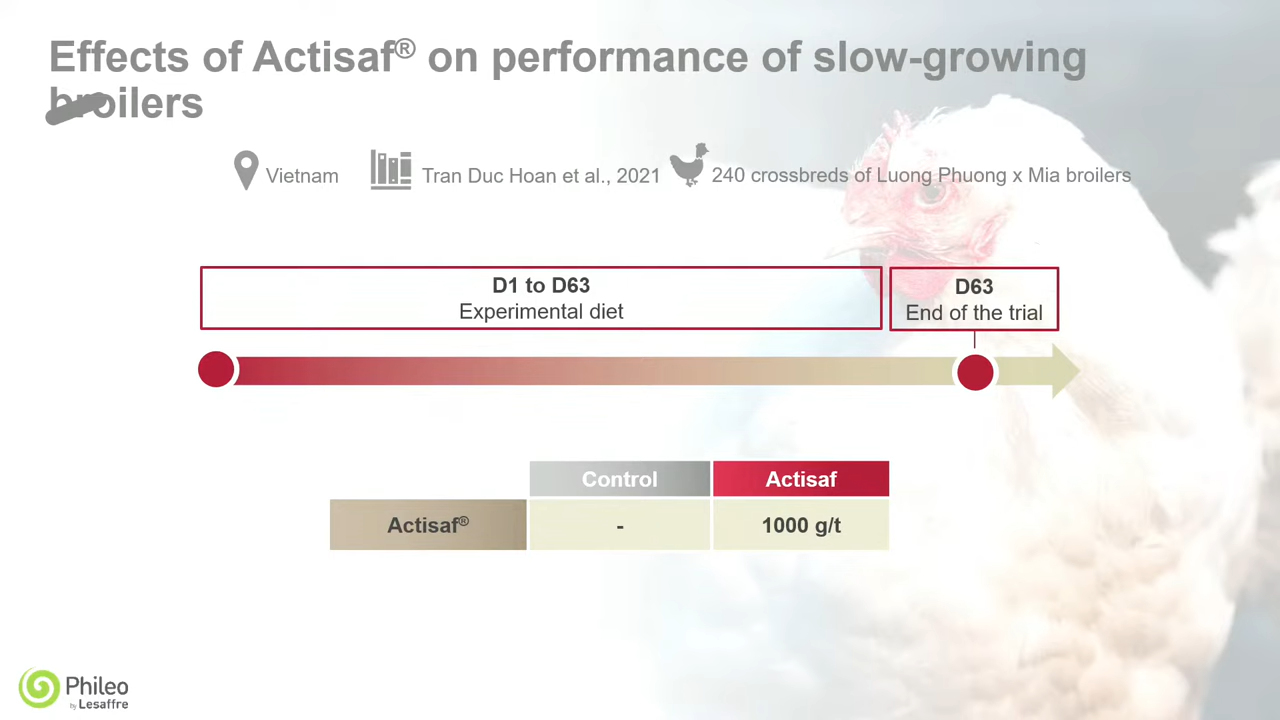 Effects of Actisaf® on performance of slow-growing
broilers
Vietnam
Tran Duc Hoan et al., 2021
240 crossbreds of Luong Phuong x Mia broilers
D1 to D63
Experimental diet
D63
End of the trial
Control
Actisaf
Actisaf®
-
1000 g/t
Phileo
by Lesaffre